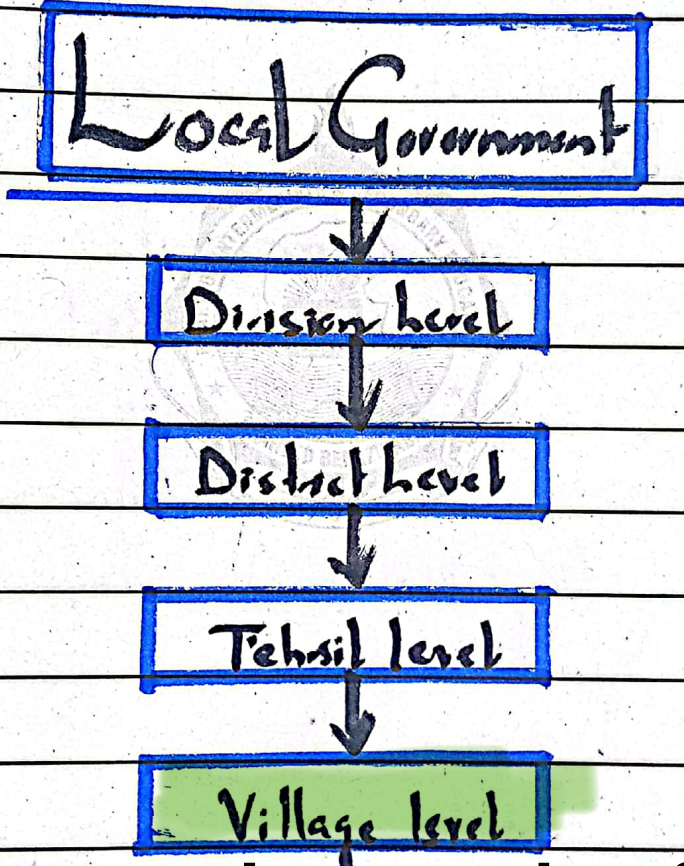 Local Government
Division Level
District Level
Tehsil level
Village level